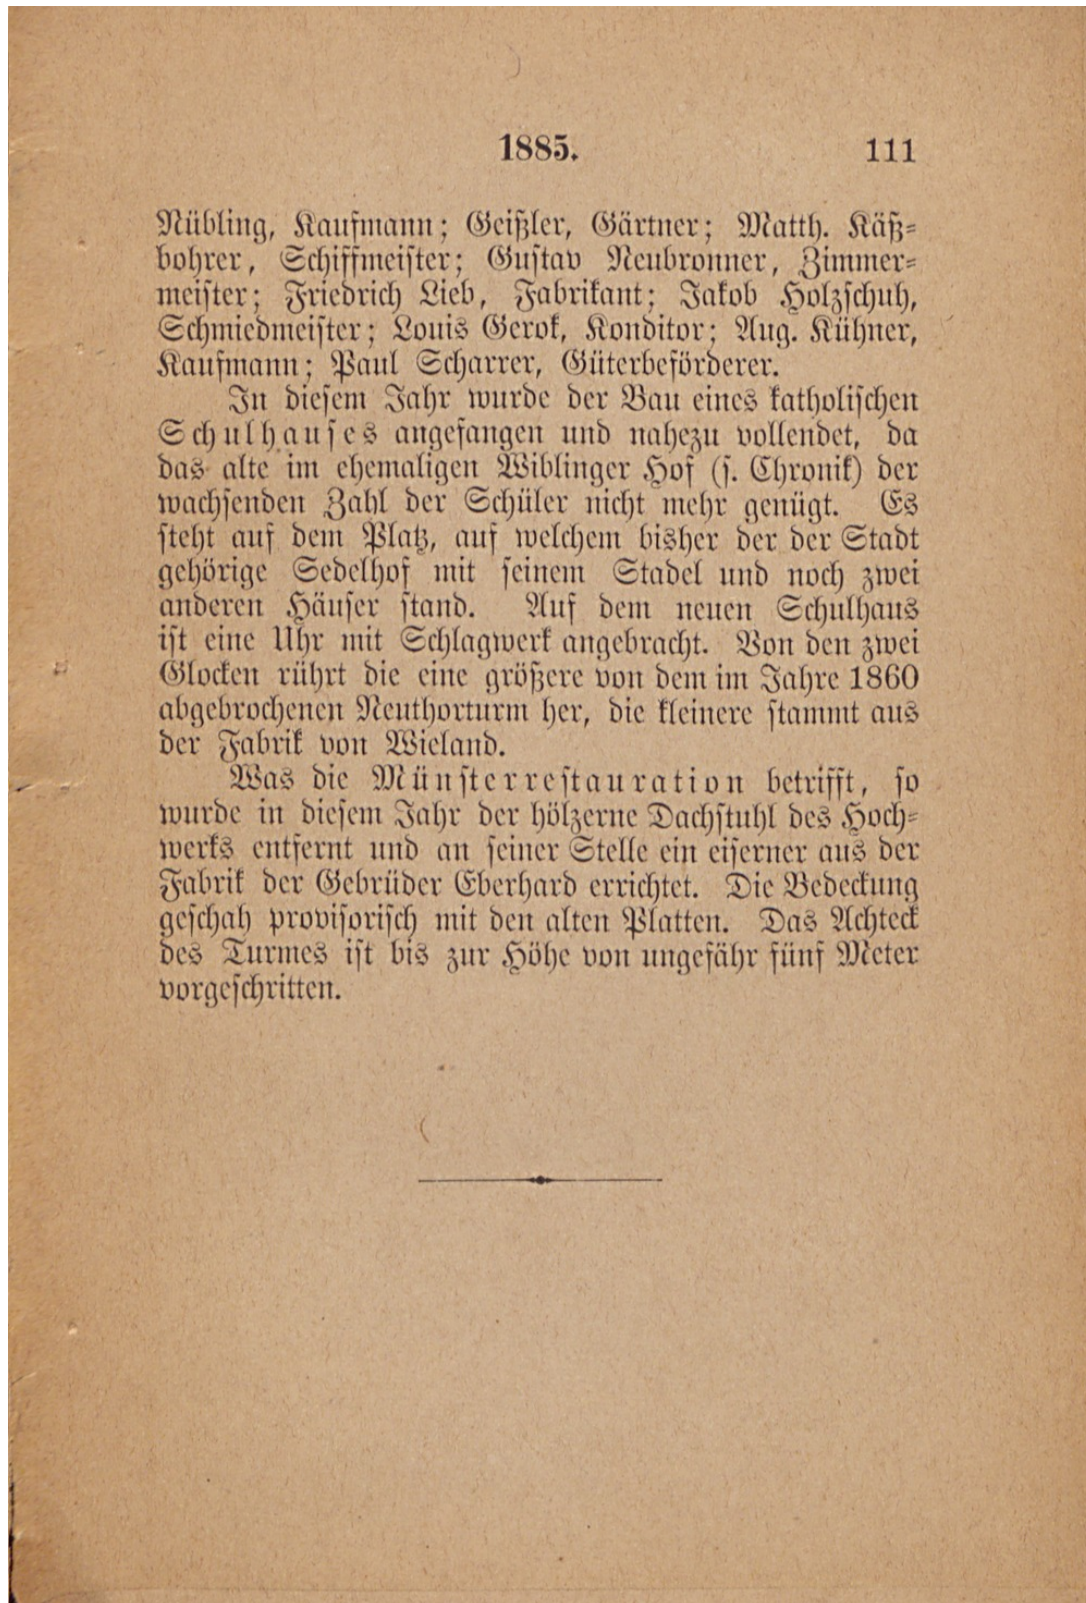 1885. 111
Nübling, Kaufmann; Geißler, Gärtner; Matth. Käß-
bohrer, Schiffmeister; Gustav Neubronner, Zimmer-
meister; Friedrich Lieb, Fabrikant; Jakob Holzschuh,
Schmiedmeister; Louis Gerok, Konditor; Aug. Kühner,
Kaufmann; Paul Scharrer, Güterbeförderer.
In diesem Jahr wurde der Bau eines katholischen
Schulhauses angefangen und nahezu vollendet, da
das alte im ehemaligen Wiblinger Hof (s. Chronik) der
wachsenden Zahl der Schüler nicht mehr genügt. Es
steht auf dem Platz, auf welchem bisher der der Stadt
gehörige Sedelhof mit seinem Stadel und noch zwei
anderen Häuser stand. Auf dem neuen Schulhaus
ist eine Uhr mit Schlagwerk angebracht. Von den zwei
Glocken rührt die eine größere von dem im Jahre 1860
abgebrochenen Neuthorturm her, die kleinere stammt aus
der Fabrik von Wieland.
Was die Münsterrestauration betrifft, so
wurde in diesem Jahr der hölzerne Dachstuhl des Hoch-
werks entfernt und an seiner Stelle ein eiserner aus der
Fabrik der Gebrüder Eberhard errichtet. Die Bedeckung
geschah provisorisch mit den alten Platten. Das Achteck
des Turmes ist bis zur Höhe von ungefähr fünf Meter
vorgeschritten.